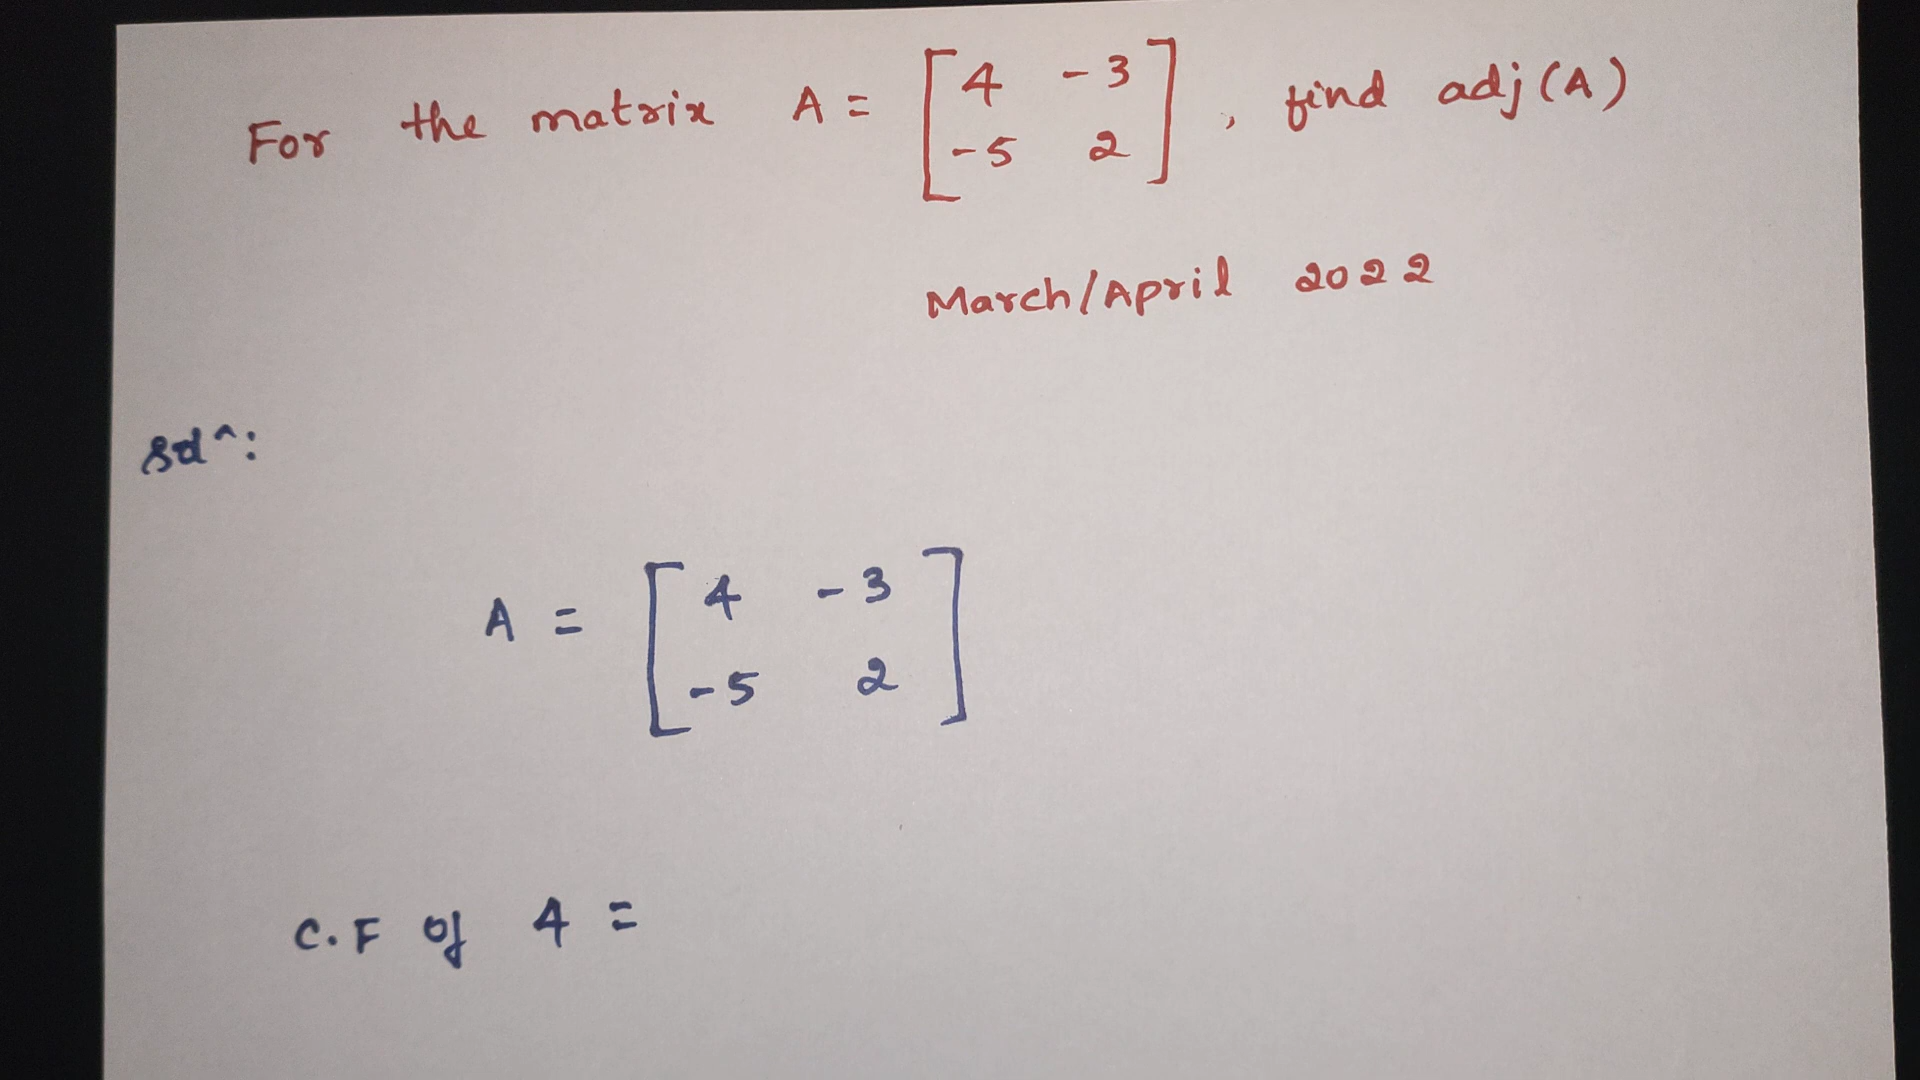 For the matrix A = [ 4 -3
-5 2 ] , find adj (A)
March/April 2022
Sol^:
A = [ 4 -3
-5 2 ]
C.F of 4 =